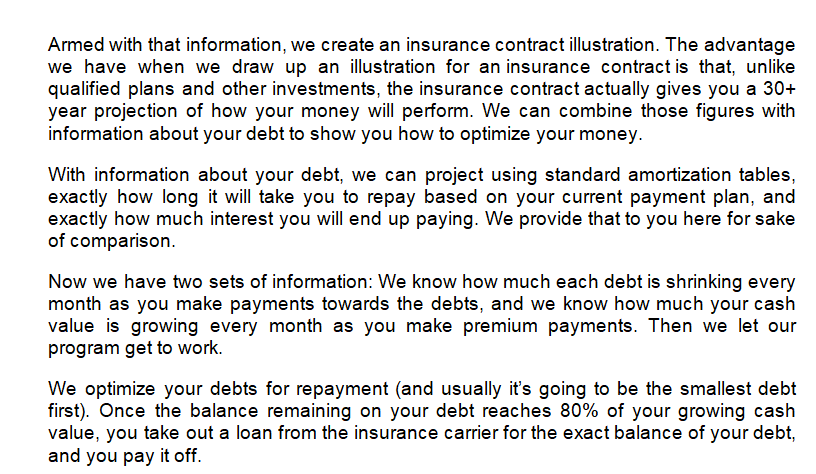 Armed with that information, we create an insurance contract illustration. The advantage
we have when we draw up an illustration for an insurance contract is that, unlike
qualified plans and other investments, the insurance contract actually gives you a 30+
year projection of how your money will perform. We can combine those figures with
information about your debt to show you how to optimize your money.
With information about your debt, we can project using standard amortization tables,
exactly how long it will take you to repay based on your current payment plan, and
exactly how much interest you will end up paying. We provide that to you here for sake
of comparison.
Now we have two sets of information: We know how much each debt is shrinking every
month as you make payments towards the debts, and we know how much your cash
value is growing every month as you make premium payments. Then we let our
program get to work.
We optimize your debts for repayment (and usually it’s going to be the smallest debt
first). Once the balance remaining on your debt reaches 80% of your growing cash
value, you take out a loan from the insurance carrier for the exact balance of your debt,
and you pay it off.